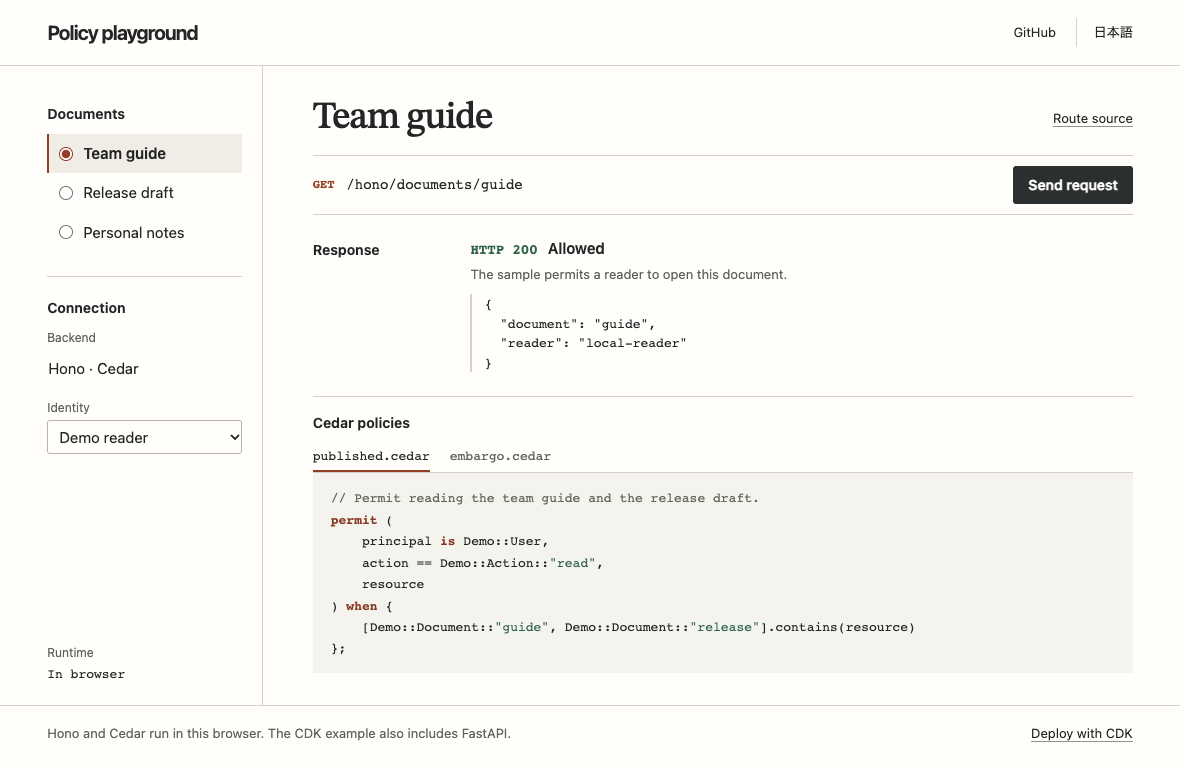 Policy playground
GitHub
日本語
Documents
Team guide
Release draft
Personal notes
Connection
Backend
Hono · Cedar
Identity
Demo reader
Runtime
In browser
Team guide
Route source
GET /hono/documents/guide
Send request
Response
HTTP 200 Allowed
The sample permits a reader to open this document.
{
  "document": "guide",
  "reader": "local-reader"
}
Cedar policies
published.cedar
embargo.cedar
// Permit reading the team guide and the release draft.
permit (
    principal is Demo::User,
    action == Demo::Action::"read",
    resource
) when {
    [Demo::Document::"guide", Demo::Document::"release"].contains(resource)
};
Hono and Cedar run in this browser. The CDK example also includes FastAPI.
Deploy with CDK